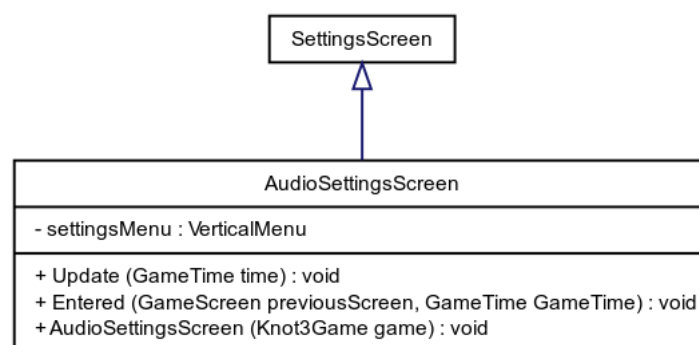 SettingsScreen
AudioSettingsScreen
- settingsMenu : VerticalMenu
+ Update (GameTime time) : void
+ Entered (GameScreen previousScreen, GameTime GameTime) : void
+ AudioSettingsScreen (Knot3Game game) : void